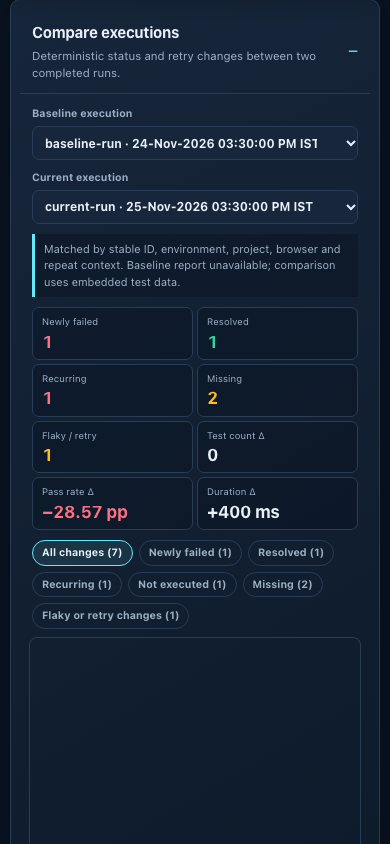 Compare executions
Deterministic status and retry changes between two
completed runs.
–
Baseline execution
baseline-run · 24-Nov-2026 03:30:00 PM IST
Current execution
current-run · 25-Nov-2026 03:30:00 PM IST
Matched by stable ID, environment, project, browser and
repeat context. Baseline report unavailable; comparison
uses embedded test data.
Newly failed
1
Resolved
1
Recurring
1
Missing
2
Flaky / retry
1
Test count Δ
0
Pass rate Δ
−28.57 pp
Duration Δ
+400 ms
All changes (7)
Newly failed (1)
Resolved (1)
Recurring (1)
Not executed (1)
Missing (2)
Flaky or retry changes (1)